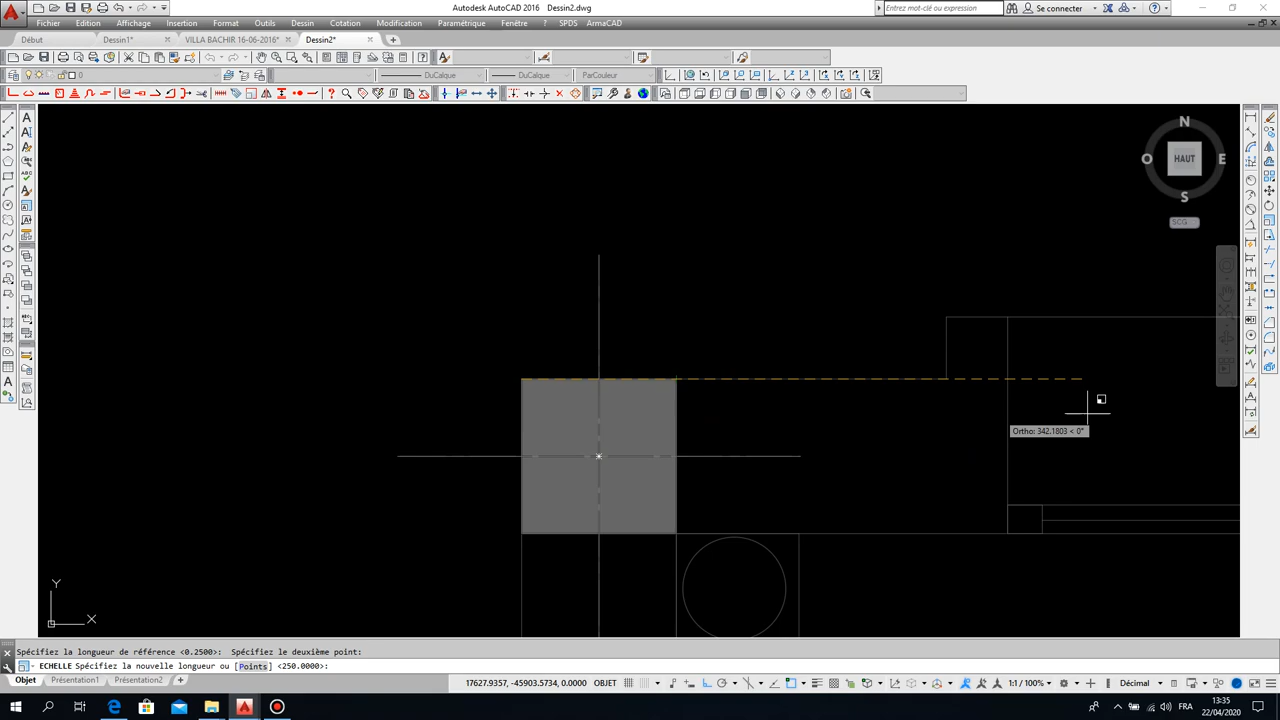 Autodesk AutoCAD 2016 Dessin2.dwg
Entrez mot-clé ou expression
Se connecter
Fichier Edition Affichage Insertion Format Outils Dessin Cotation Modification Paramétrique Fenêtre ? SPDS ArmaCAD
Début Dessin1* VILLA BACHIR 16-06-2016* Dessin2*
0 DuCalque DuCalque ParCouleur
N
O HAUT E
S
SCG
Ortho: 342.1803 < 0°
Y
X
Spécifiez la longueur de référence <0.2500>: Spécifiez le deuxième point:
ECHELLE Spécifiez la nouvelle longueur ou [Points] <250.0000>:
Objet Présentation1 Présentation2 +
17627.9357, -45903.5734, 0.0000 OBJET 1:1 / 100% Décimal
FRA
13:35
22/04/2020